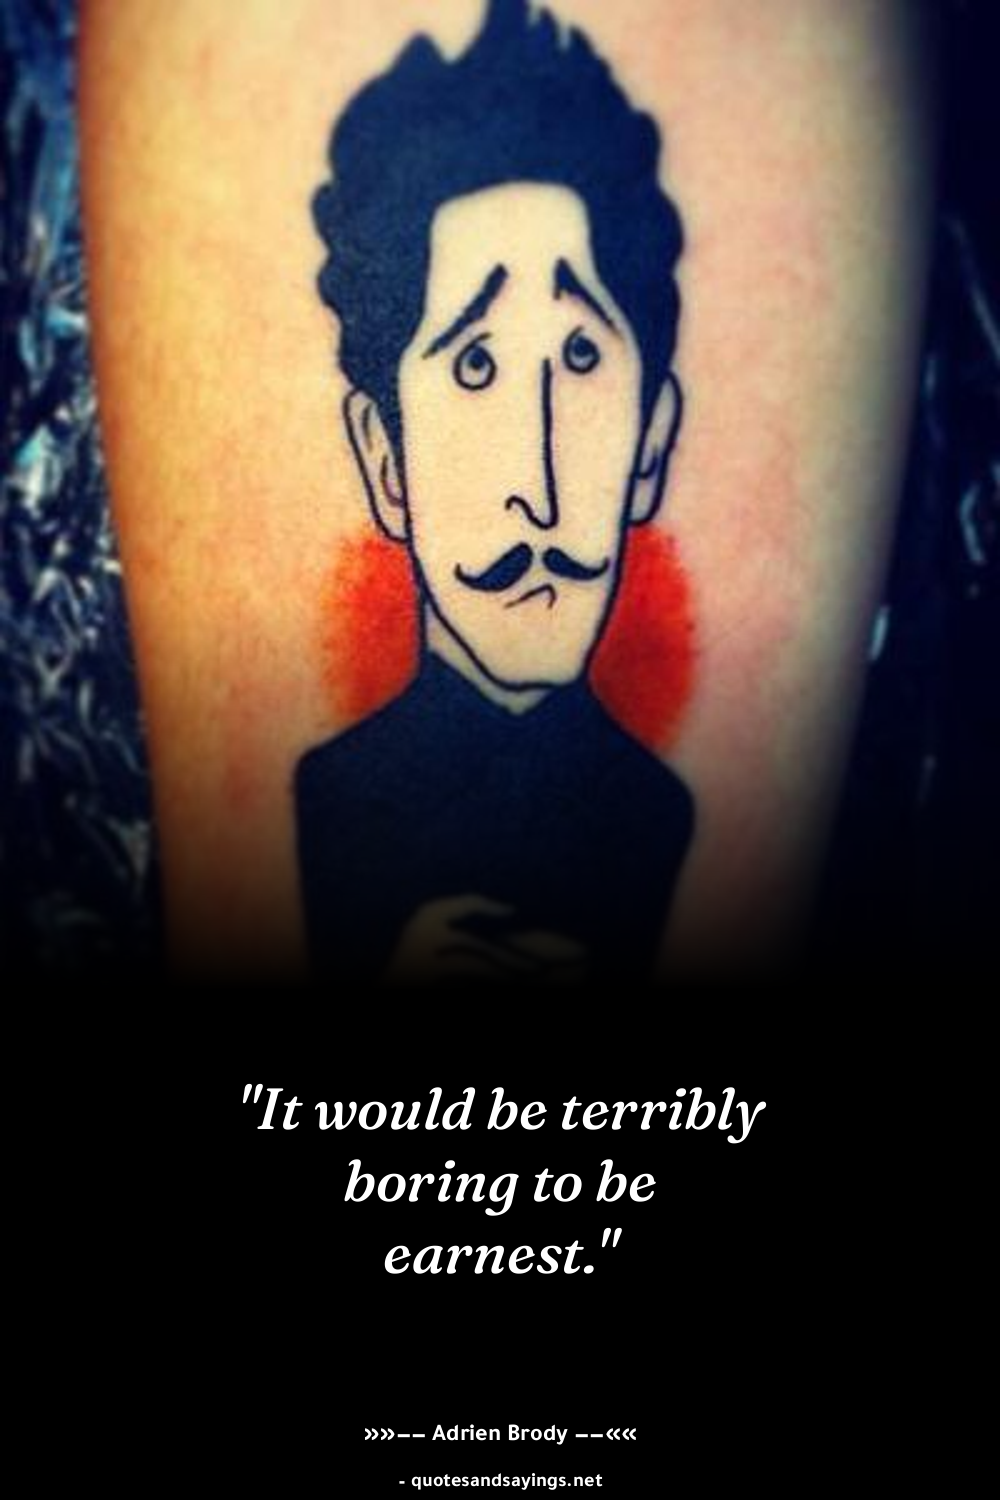 "It would be terribly
boring to be
earnest."
»»—— Adrien Brody ——««
- quotesandsayings.net